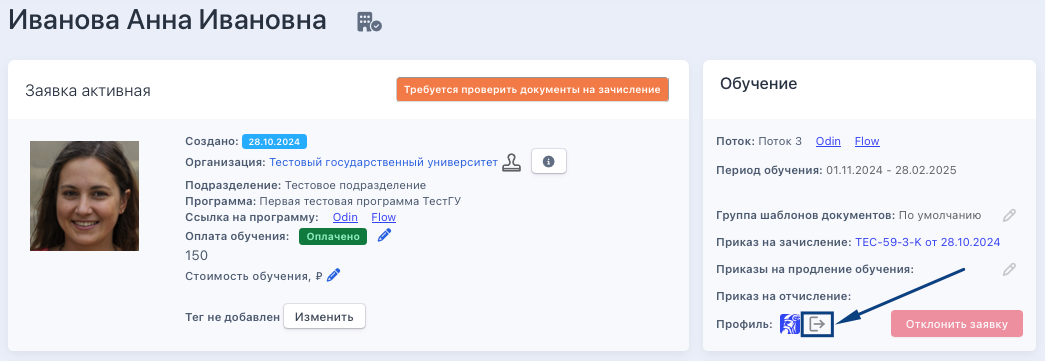 Иванова Анна Ивановна
Заявка активная
Требуется проверить документы на зачисление
Создано: 28.10.2024
Организация: Тестовый государственный университет
Подразделение: Тестовое подразделение
Программа: Первая тестовая программа ТестГУ
Ссылка на программу: Odin Flow
Оплата обучения: Оплачено
150
Стоимость обучения, ₽
Тег не добавлен Изменить
Обучение
Поток: Поток 3 Odin Flow
Период обучения: 01.11.2024 - 28.02.2025
Группа шаблонов документов: По умолчанию
Приказ на зачисление: ТЕС-59-3-К от 28.10.2024
Приказы на продление обучения:
Приказ на отчисление:
Профиль: Отклонить заявку